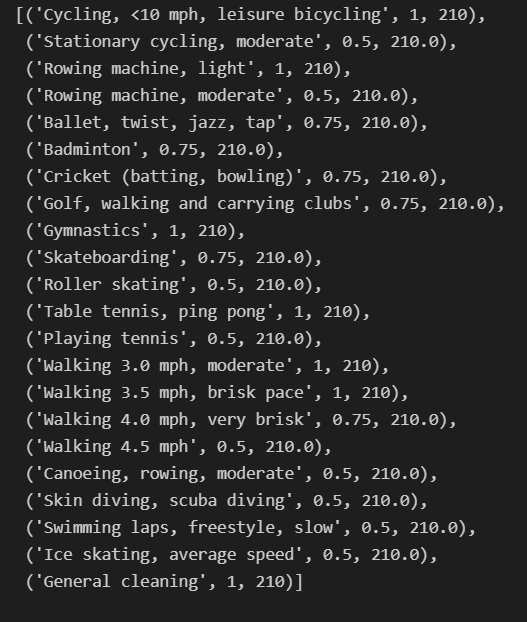 [('Cycling, <10 mph, leisure bicycling', 1, 210),
('Stationary cycling, moderate', 0.5, 210.0),
('Rowing machine, light', 1, 210),
('Rowing machine, moderate', 0.5, 210.0),
('Ballet, twist, jazz, tap', 0.75, 210.0),
('Badminton', 0.75, 210.0),
('Cricket (batting, bowling)', 0.75, 210.0),
('Golf, walking and carrying clubs', 0.75, 210.0),
('Gymnastics', 1, 210),
('Skateboarding', 0.75, 210.0),
('Roller skating', 0.5, 210.0),
('Table tennis, ping pong', 1, 210),
('Playing tennis', 0.5, 210.0),
('Walking 3.0 mph, moderate', 1, 210),
('Walking 3.5 mph, brisk pace', 1, 210),
('Walking 4.0 mph, very brisk', 0.75, 210.0),
('Walking 4.5 mph', 0.5, 210.0),
('Canoeing, rowing, moderate', 0.5, 210.0),
('Skin diving, scuba diving', 0.5, 210.0),
('Swimming laps, freestyle, slow', 0.5, 210.0),
('Ice skating, average speed', 0.5, 210.0),
('General cleaning', 1, 210)]